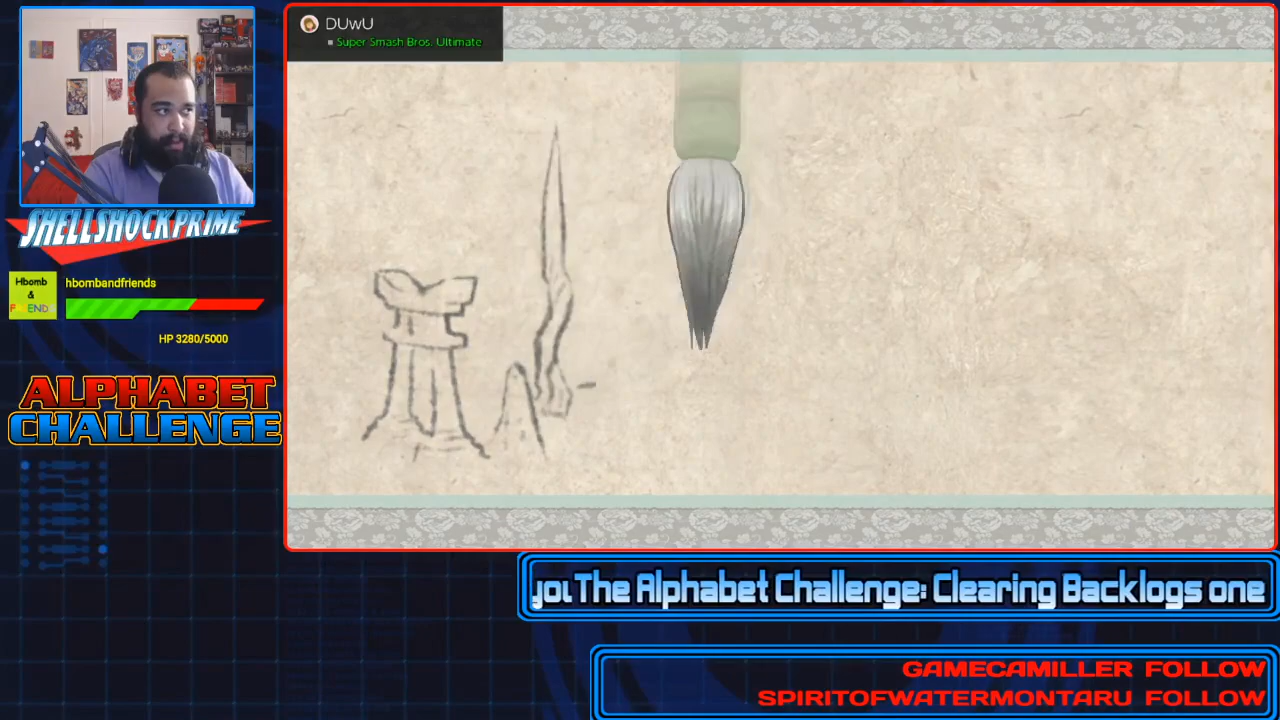 DUwU
Super Smash Bros. Ultimate
SHELLSHOCKPRIME
Hbomb
&
FRIENDS
hbombandfriends
HP 3280/5000
ALPHABET
CHALLENGE
you The Alphabet Challenge: Clearing Backlogs one
GAMECAMILLER FOLLOW
SPIRITOFWATERMONTARU FOLLOW